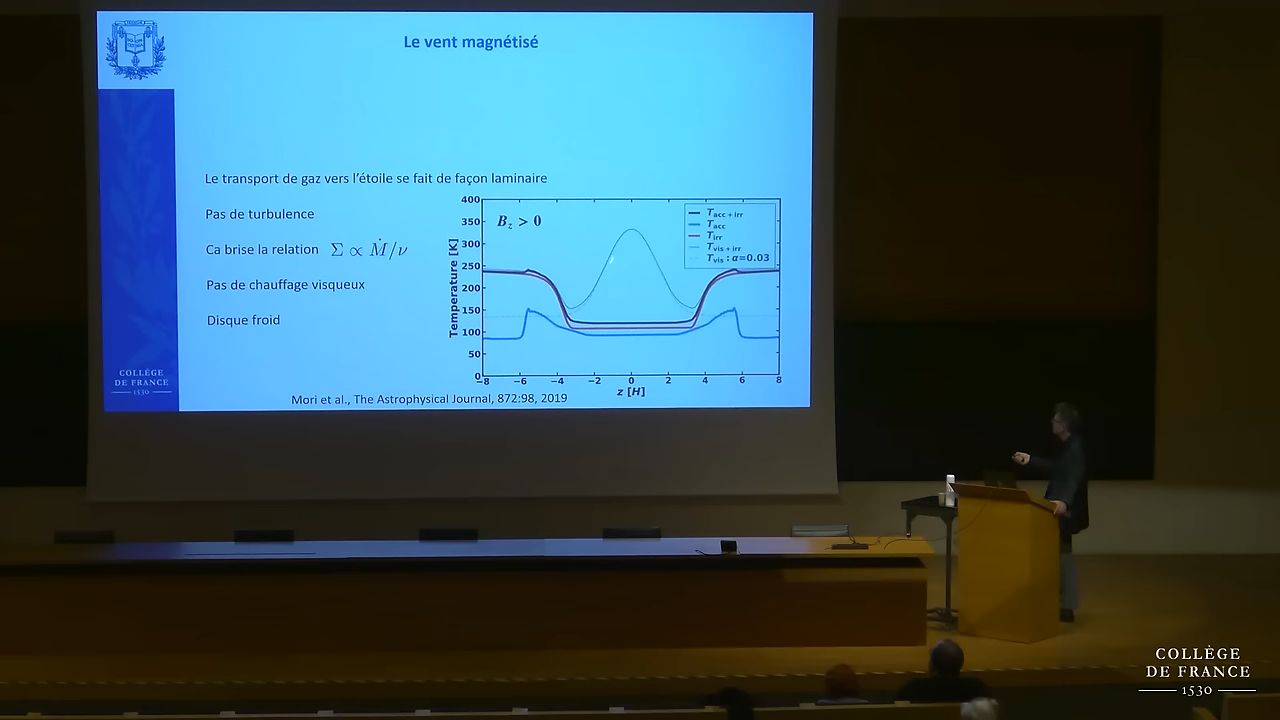 Le vent magnétisé
Le transport de gaz vers l'étoile se fait de façon laminaire
Pas de turbulence
Ca brise la relation Σ ∝ Ṁ/ν
Pas de chauffage visqueux
Disque froid
B_z > 0
T_acc + irr
T_acc
T_irr
T_vis + irr
T_vis : α=0.03
Temperature [K]
400
350
300
250
200
150
100
50
0
−8 −6 −4 −2 0 2 4 6 8
z [H]
Mori et al., The Astrophysical Journal, 872:98, 2019
COLLÈGE
DE FRANCE
1530
COLLÈGE
DE FRANCE
1530